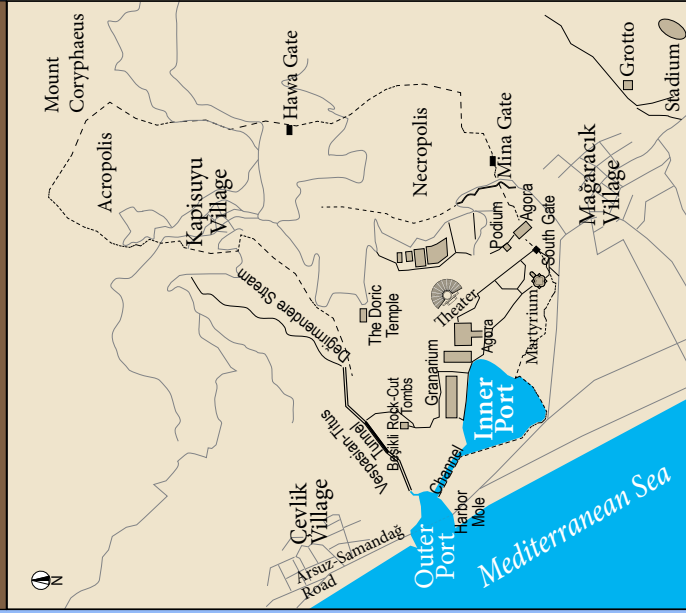 Mount
Coryphaeus
Acropolis
Hawa Gate
Kapisuyu
Village
Necropolis
Mina Gate
Grotto
Stadium
Mağaracık
Village
Podium
Agora
South Gate
Değirmendere Stream
The Doric
Temple
Theater
Martyrium
Agora
Granarium
Vespasian-Titus
Tunnel
Beşikli Rock-Cut
Tombs
Inner
Port
Channel
Çevlik
Village
Arsuz-Samandağ
Road
Outer
Port
Harbor
Mole
Mediterranean Sea
N